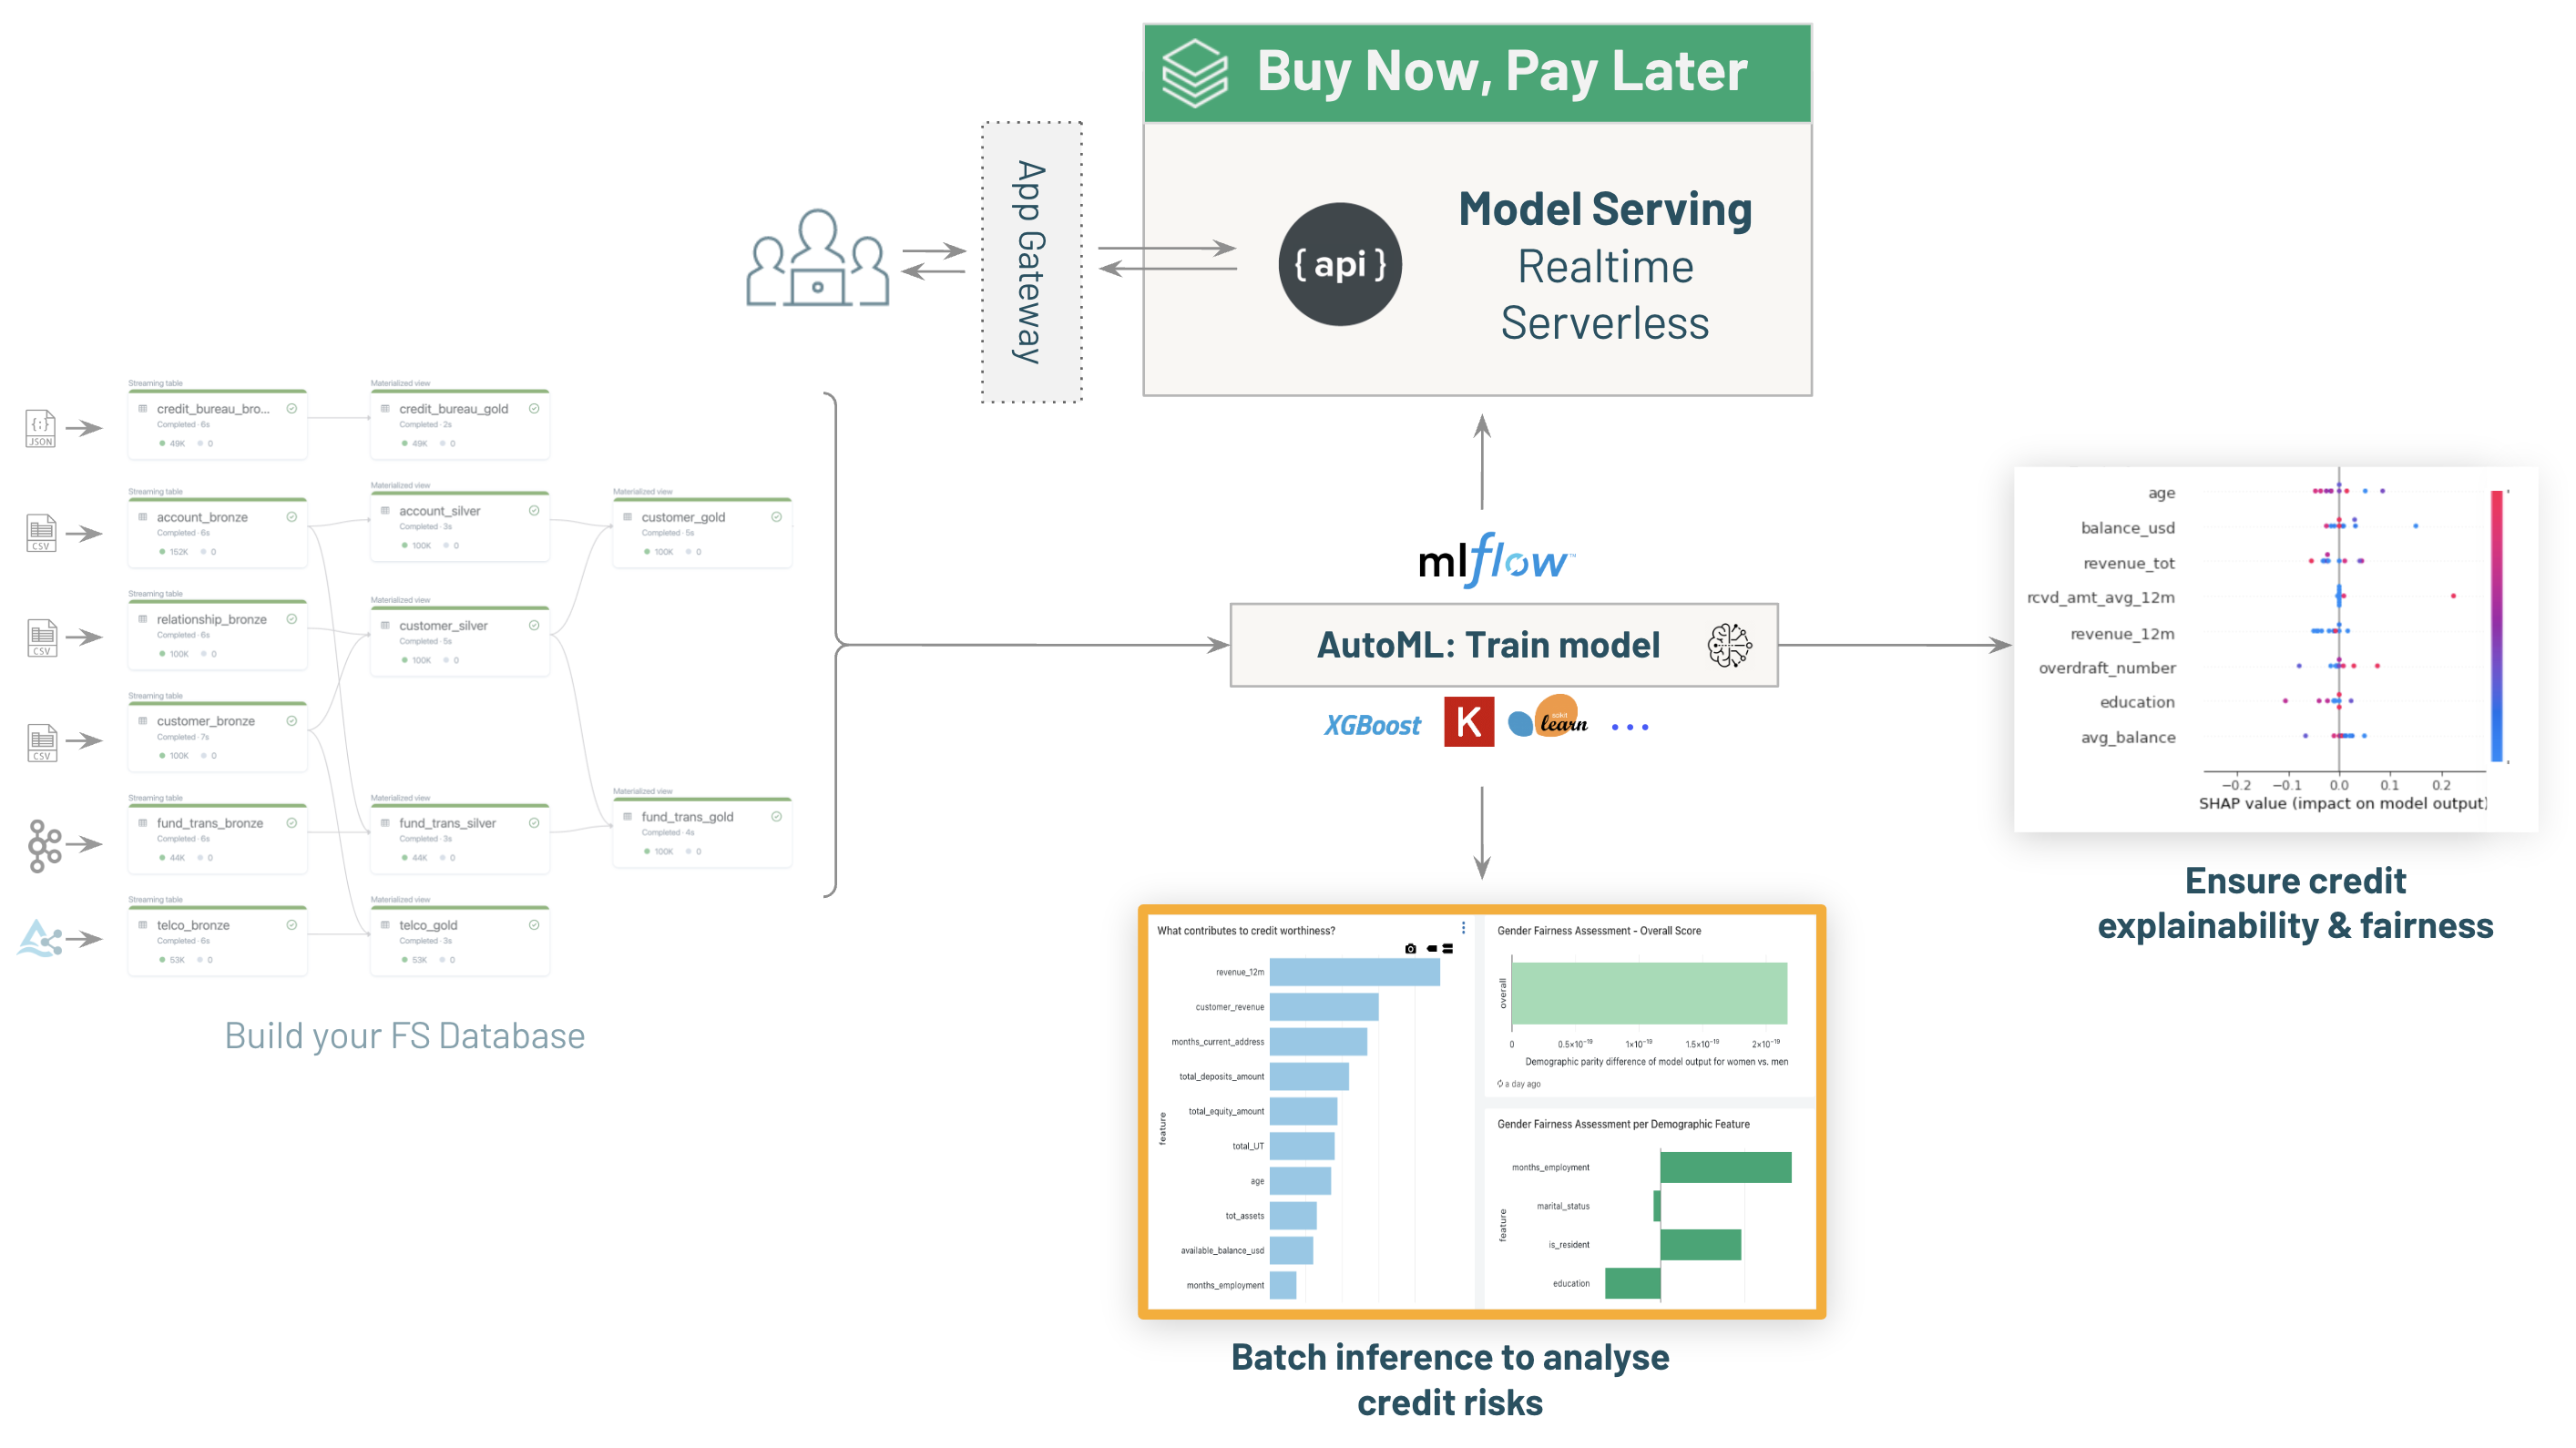 Buy Now, Pay Later
App Gateway
{ api }
Model Serving
Realtime
Serverless
JSON
Streaming table
credit_bureau_bro...
Completed · 6s
49K 0
Materialized view
credit_bureau_gold
Completed · 2s
49K 0
CSV
Streaming table
account_bronze
Completed · 6s
152K 0
Materialized view
account_silver
Completed · 3s
100K 0
Materialized view
customer_gold
Completed · 5s
100K 0
CSV
Streaming table
relationship_bronze
Completed · 6s
100K 0
Materialized view
customer_silver
Completed · 5s
100K 0
CSV
Streaming table
customer_bronze
Completed · 7s
100K 0
Streaming table
fund_trans_bronze
Completed · 6s
44K 0
Materialized view
fund_trans_silver
Completed · 3s
44K 0
Materialized view
fund_trans_gold
Completed · 4s
100K 0
Streaming table
telco_bronze
Completed · 6s
53K 0
Materialized view
telco_gold
Completed · 3s
53K 0
Build your FS Database
mlflow™
AutoML: Train model
XGBoost
K
scikit
learn
age
balance_usd
revenue_tot
rcvd_amt_avg_12m
revenue_12m
overdraft_number
education
avg_balance
−0.2 −0.1 0.0 0.1 0.2
SHAP value (impact on model output)
Ensure credit
explainability & fairness
What contributes to credit worthiness?
feature
revenue_12m
customer_revenue
months_current_address
total_deposits_amount
total_equity_amount
total_UT
age
tot_assets
available_balance_usd
months_employment
Gender Fairness Assessment - Overall Score
overall
0 0.5×10⁻¹⁹ 1×10⁻¹⁹ 1.5×10⁻¹⁹ 2×10⁻¹⁹
Demographic parity difference of model output for women vs. men
a day ago
Gender Fairness Assessment per Demographic Feature
feature
months_employment
marital_status
is_resident
education
Batch inference to analyse
credit risks